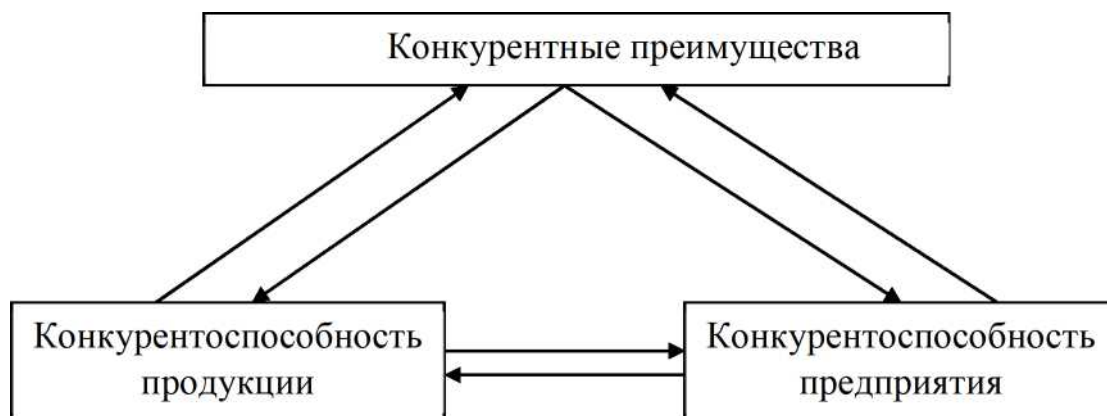 Конкурентные преимущества
Конкурентоспособность
продукции
Конкурентоспособность
предприятия